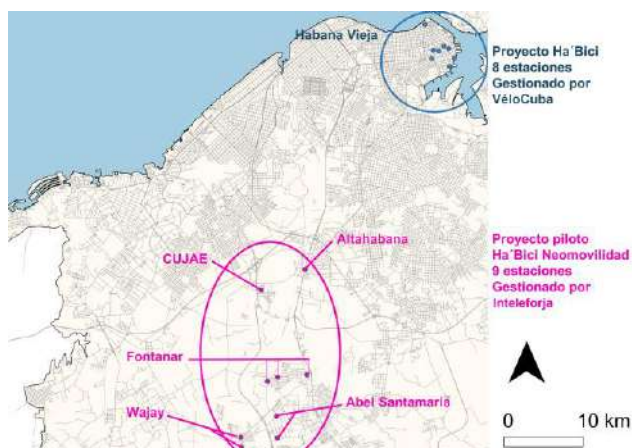 Habana Vieja
Proyecto Ha´Bici
8 estaciones
Gestionado por
VéloCuba
Altahabana
CUJAE
Proyecto piloto
Ha´Bici Neomovilidad
9 estaciones
Gestionado por
Inteleforja
Fontanar
Abel Santamaría
Wajay
0 10 km